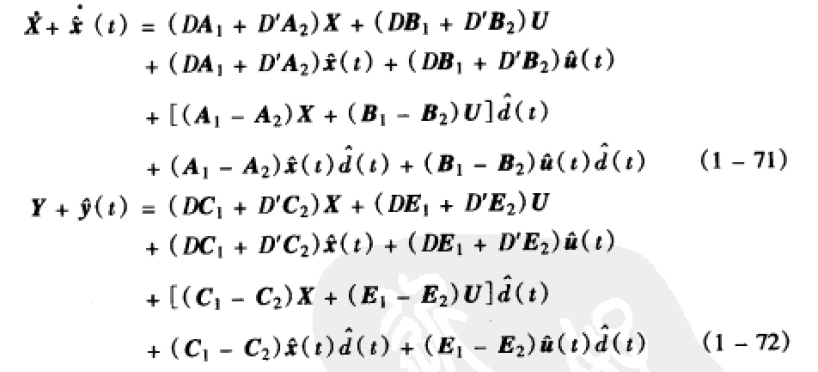 Ẋ + x̂̇(t) = (DA₁ + D′A₂)X + (DB₁ + D′B₂)U
+ (DA₁ + D′A₂)x̂(t) + (DB₁ + D′B₂)û(t)
+ [(A₁ − A₂)X + (B₁ − B₂)U]d̂(t)
+ (A₁ − A₂)x̂(t)d̂(t) + (B₁ − B₂)û(t)d̂(t) (1 − 71)
Y + ŷ(t) = (DC₁ + D′C₂)X + (DE₁ + D′E₂)U
+ (DC₁ + D′C₂)x̂(t) + (DE₁ + D′E₂)û(t)
+ [(C₁ − C₂)X + (E₁ − E₂)U]d̂(t)
+ (C₁ − C₂)x̂(t)d̂(t) + (E₁ − E₂)û(t)d̂(t) (1 − 72)